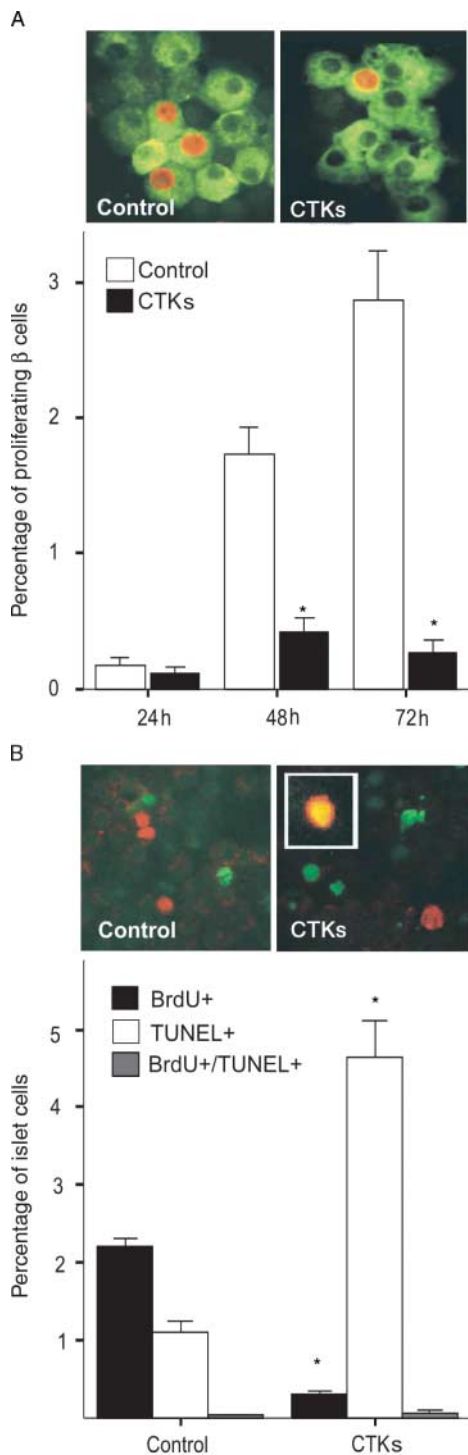 A
Control
CTKs
Percentage of proliferating β cells
3
2
1
0
Control
CTKs
*
*
24h
48h
72h
B
Control
CTKs
Percentage of islet cells
5
4
3
2
1
BrdU+
TUNEL+
BrdU+/TUNEL+
*
*
Control
CTKs